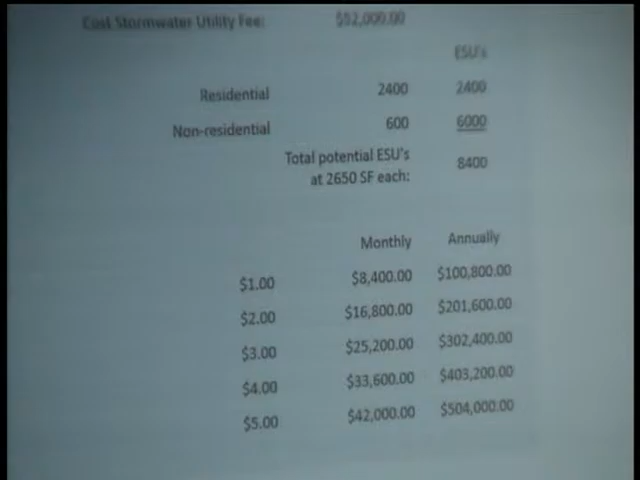 Cost Stormwater Utility Fee: $52,000.00
ESU's
Residential 2400 2400
Non-residential 600 6000
Total potential ESU's
at 2650 SF each: 8400
Monthly Annually
$1.00 $8,400.00 $100,800.00
$2.00 $16,800.00 $201,600.00
$3.00 $25,200.00 $302,400.00
$4.00 $33,600.00 $403,200.00
$5.00 $42,000.00 $504,000.00